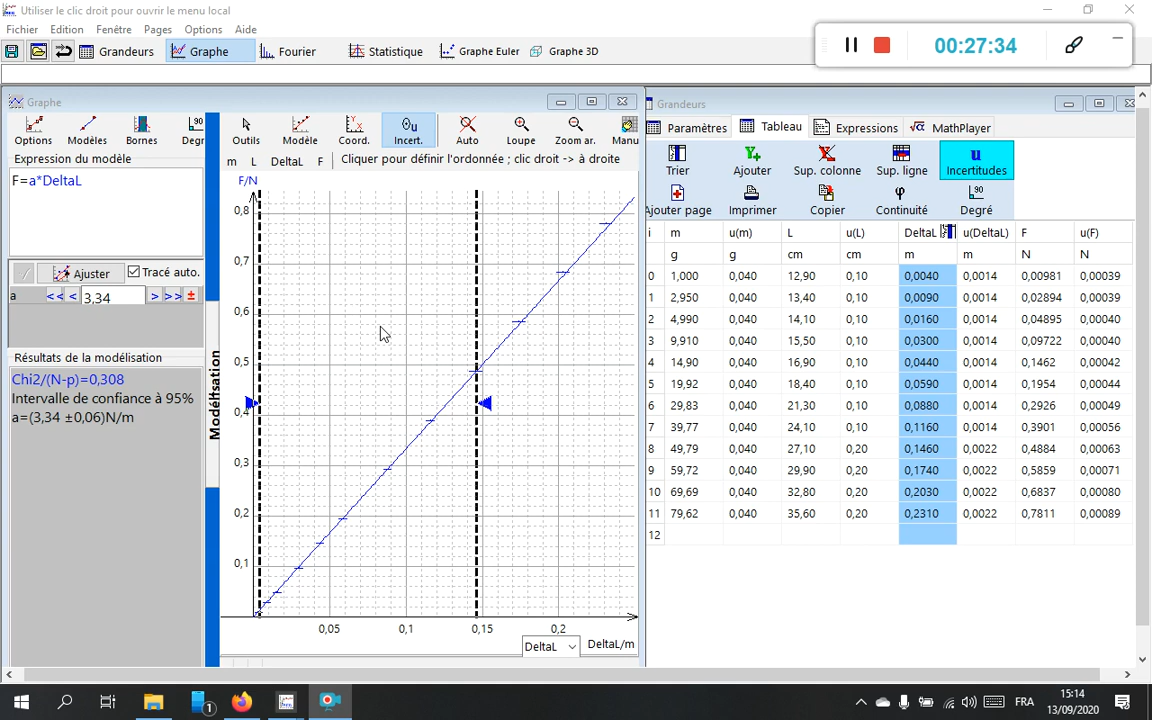 Utiliser le clic droit pour ouvrir le menu local
Fichier Edition Fenêtre Pages Options Aide
Grandeurs Graphe Fourier Statistique Graphe Euler Graphe 3D
00:27:34
Graphe
Options Modèles Bornes Degr
Expression du modèle
F=a*DeltaL
Ajuster Tracé auto.
a << < 3,34 > >> ±
Résultats de la modélisation
Chi2/(N-p)=0,308
Intervalle de confiance à 95%
a=(3,34 ±0,06)N/m
Modélisation
Outils Modèle Coord. Incert. Auto Loupe Zoom ar. Manu
m L DeltaL F Cliquer pour définir l'ordonnée ; clic droit -> à droite
F/N
0,8
0,7
0,6
0,5
0,4
0,3
0,2
0,1
0,05 0,1 0,15 0,2
DeltaL DeltaL/m
Grandeurs
Paramètres Tableau Expressions MathPlayer
Trier Ajouter Sup. colonne Sup. ligne Incertitudes
Ajouter page Imprimer Copier Continuité Degré
i m u(m) L u(L) DeltaL u(DeltaL) F u(F)
g g cm cm m m N N
0 1,000 0,040 12,90 0,10 0,0040 0,0014 0,00981 0,00039
1 2,950 0,040 13,40 0,10 0,0090 0,0014 0,02894 0,00039
2 4,990 0,040 14,10 0,10 0,0160 0,0014 0,04895 0,00040
3 9,910 0,040 15,50 0,10 0,0300 0,0014 0,09722 0,00040
4 14,90 0,040 16,90 0,10 0,0440 0,0014 0,1462 0,00042
5 19,92 0,040 18,40 0,10 0,0590 0,0014 0,1954 0,00044
6 29,83 0,040 21,30 0,10 0,0880 0,0014 0,2926 0,00049
7 39,77 0,040 24,10 0,10 0,1160 0,0014 0,3901 0,00056
8 49,79 0,040 27,10 0,20 0,1460 0,0022 0,4884 0,00063
9 59,72 0,040 29,90 0,20 0,1740 0,0022 0,5859 0,00071
10 69,69 0,040 32,80 0,20 0,2030 0,0022 0,6837 0,00080
11 79,62 0,040 35,60 0,20 0,2310 0,0022 0,7811 0,00089
12
1
FRA
15:14
13/09/2020